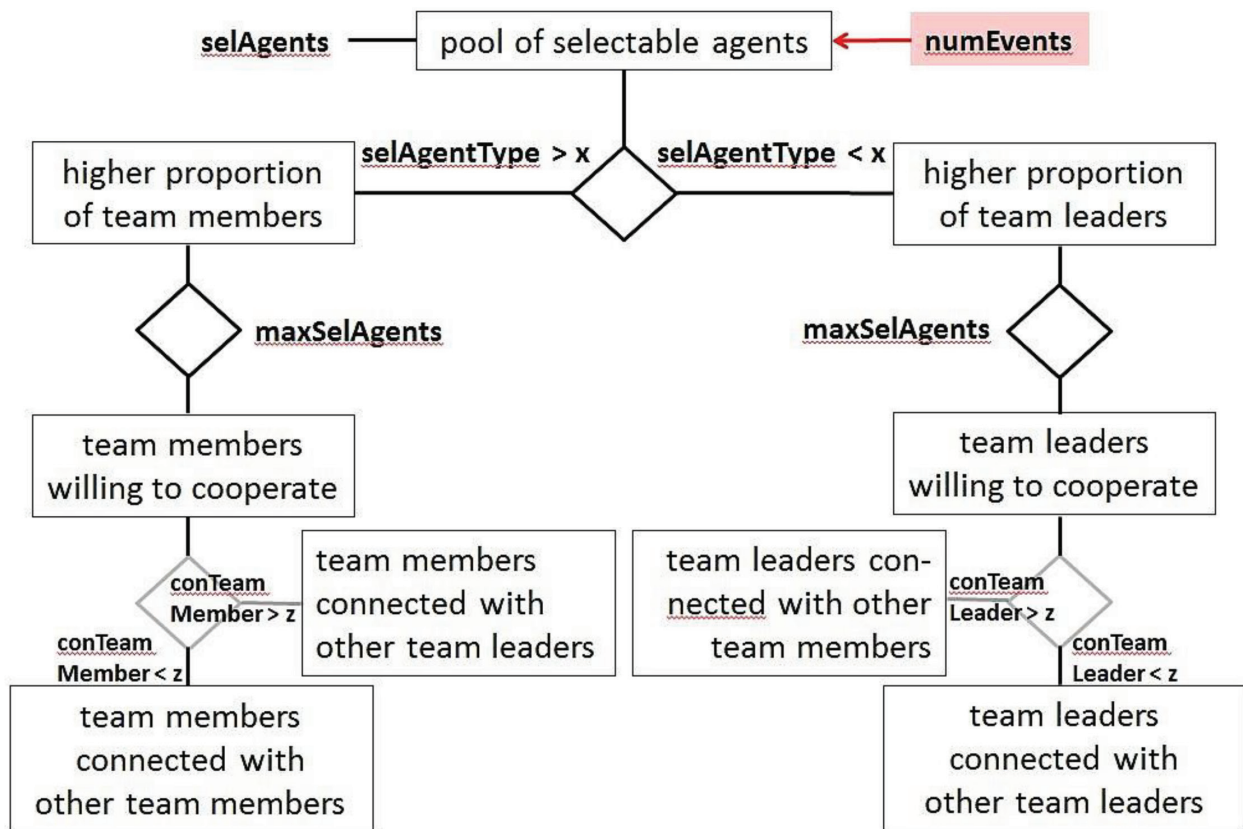 selAgents
pool of selectable agents
numEvents
selAgentType > x
selAgentType < x
higher proportion
of team members
higher proportion
of team leaders
maxSelAgents
maxSelAgents
team members
willing to cooperate
team leaders
willing to cooperate
conTeam
Member > z
team members
connected with
other team leaders
team leaders con-
nected with other
team members
conTeam
Leader > z
conTeam
Member < z
conTeam
Leader < z
team members
connected with
other team members
team leaders
connected with
other team leaders